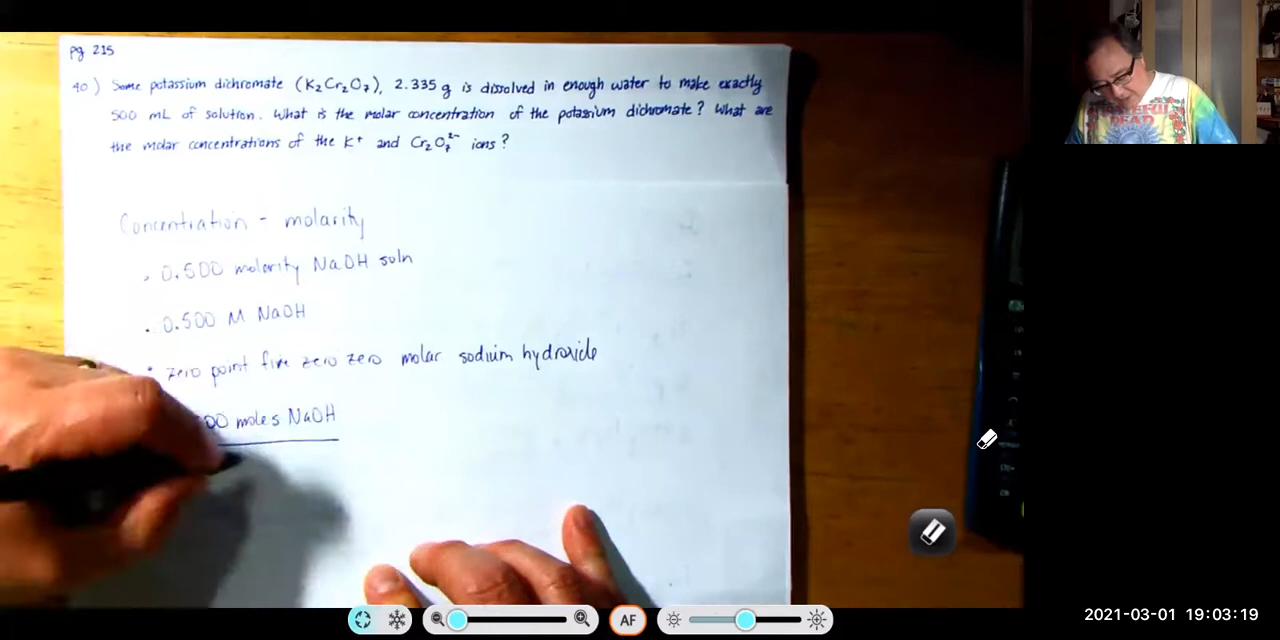 pg 215
40) Some potassium dichromate (K₂Cr₂O₇), 2.335 g is dissolved in enough water to make exactly
500 mL of solution. What is the molar concentration of the potassium dichromate? What are
the molar concentrations of the K⁺ and Cr₂O₇²⁻ ions?
Concentration - molarity
. 0.500 molarity NaOH soln
. 0.500 M NaOH
• zero point five zero zero molar sodium hydroxide
00 moles NaOH
AF
2021-03-01 19:03:19